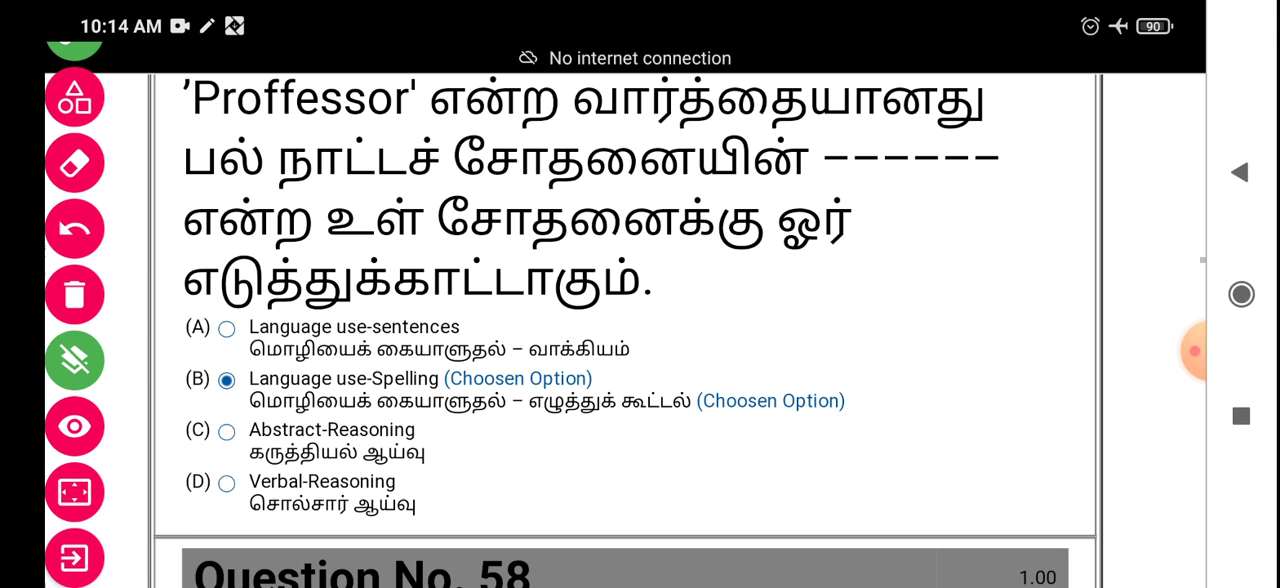 10:14 AM
90
No internet connection
'Proffessor' என்ற வார்த்தையானது
பல் நாட்டச் சோதனையின் ------
என்ற உள் சோதனைக்கு ஓர்
எடுத்துக்காட்டாகும்.
(A) Language use-sentences
மொழியைக் கையாளுதல் – வாக்கியம்
(B) Language use-Spelling (Choosen Option)
மொழியைக் கையாளுதல் – எழுத்துக் கூட்டல் (Choosen Option)
(C) Abstract-Reasoning
கருத்தியல் ஆய்வு
(D) Verbal-Reasoning
சொல்சார் ஆய்வு
Question No. 58 1.00